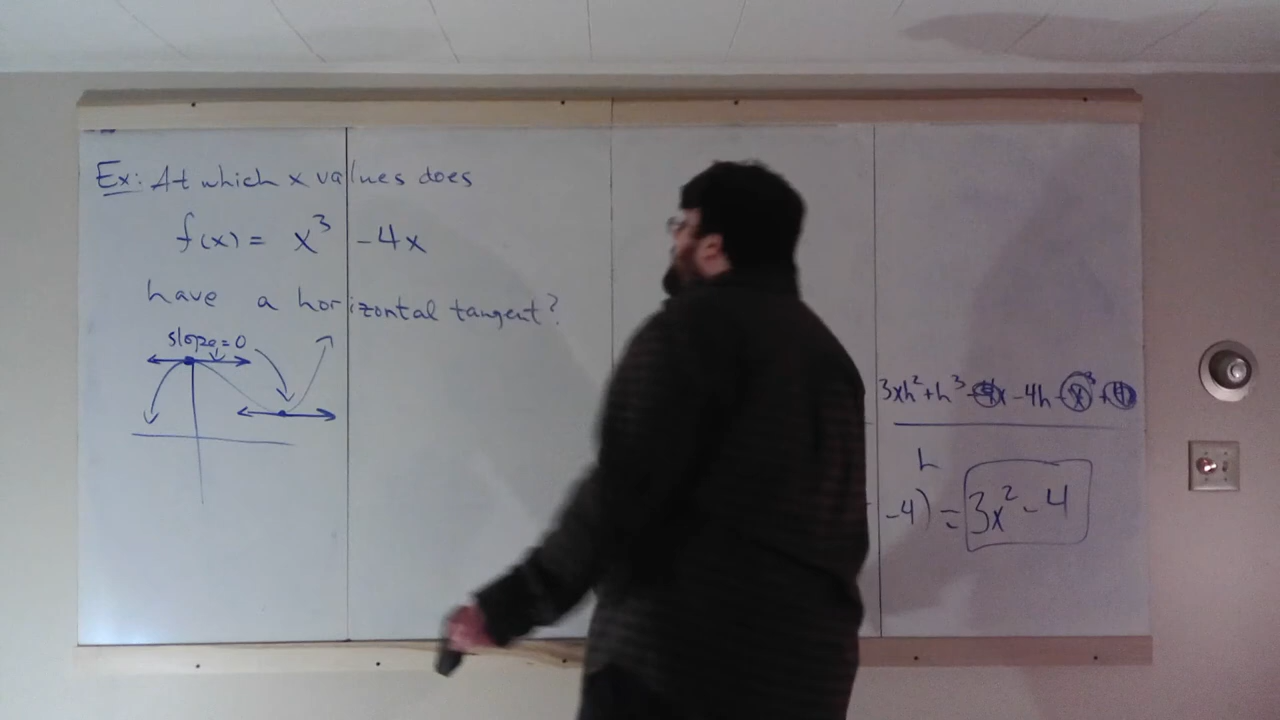 Ex: At which x values does
f(x) = x³ -4x
have a horizontal tangent?
slope=0
3xh²+h³-4x-4h-x³+4
h
-4) = 3x²-4